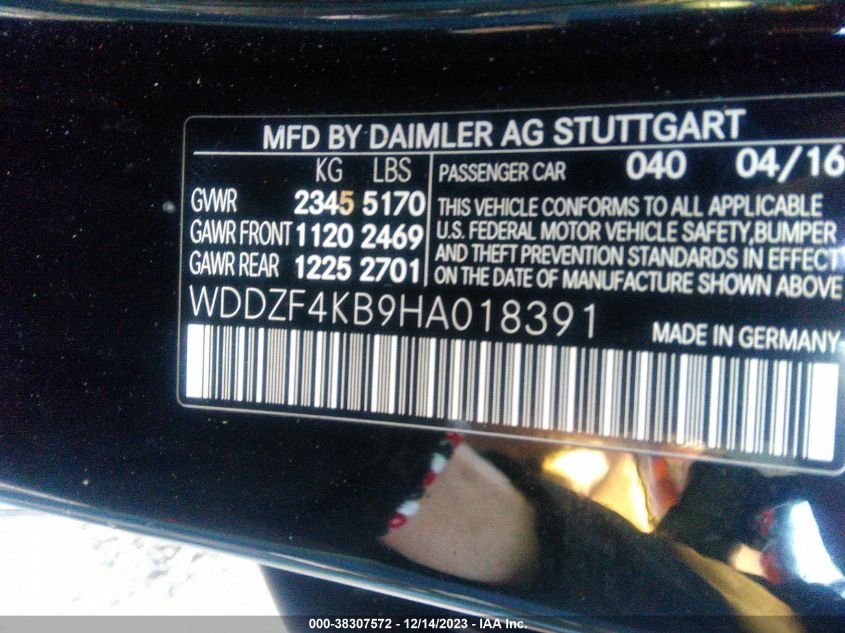 MFD BY DAIMLER AG STUTTGART
KG LBS
GVWR 2345 5170
GAWR FRONT 1120 2469
GAWR REAR 1225 2701
PASSENGER CAR 040 04/16
THIS VEHICLE CONFORMS TO ALL APPLICABLE
U.S. FEDERAL MOTOR VEHICLE SAFETY, BUMPER
AND THEFT PREVENTION STANDARDS IN EFFECT
ON THE DATE OF MANUFACTURE SHOWN ABOVE
WDDZF4KB9HA018391
MADE IN GERMANY
000-38307572 - 12/14/2023 - IAA Inc.